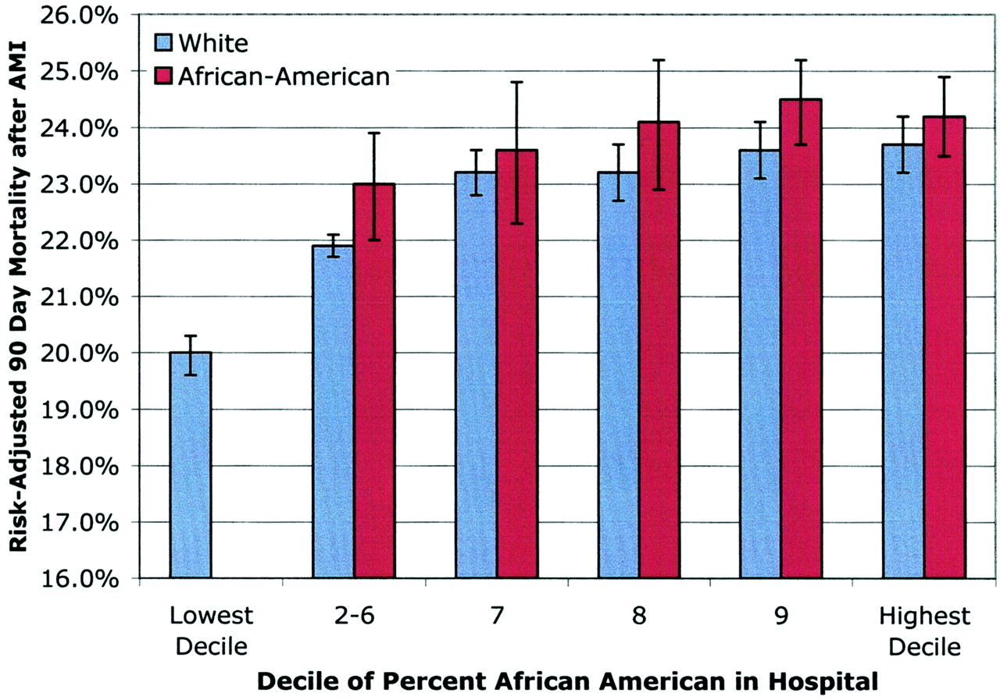 Risk-Adjusted 90 Day Mortality after AMI
26.0%
25.0%
24.0%
23.0%
22.0%
21.0%
20.0%
19.0%
18.0%
17.0%
16.0%
White
African-American
Lowest
Decile
2-6
7
8
9
Highest
Decile
Decile of Percent African American in Hospital